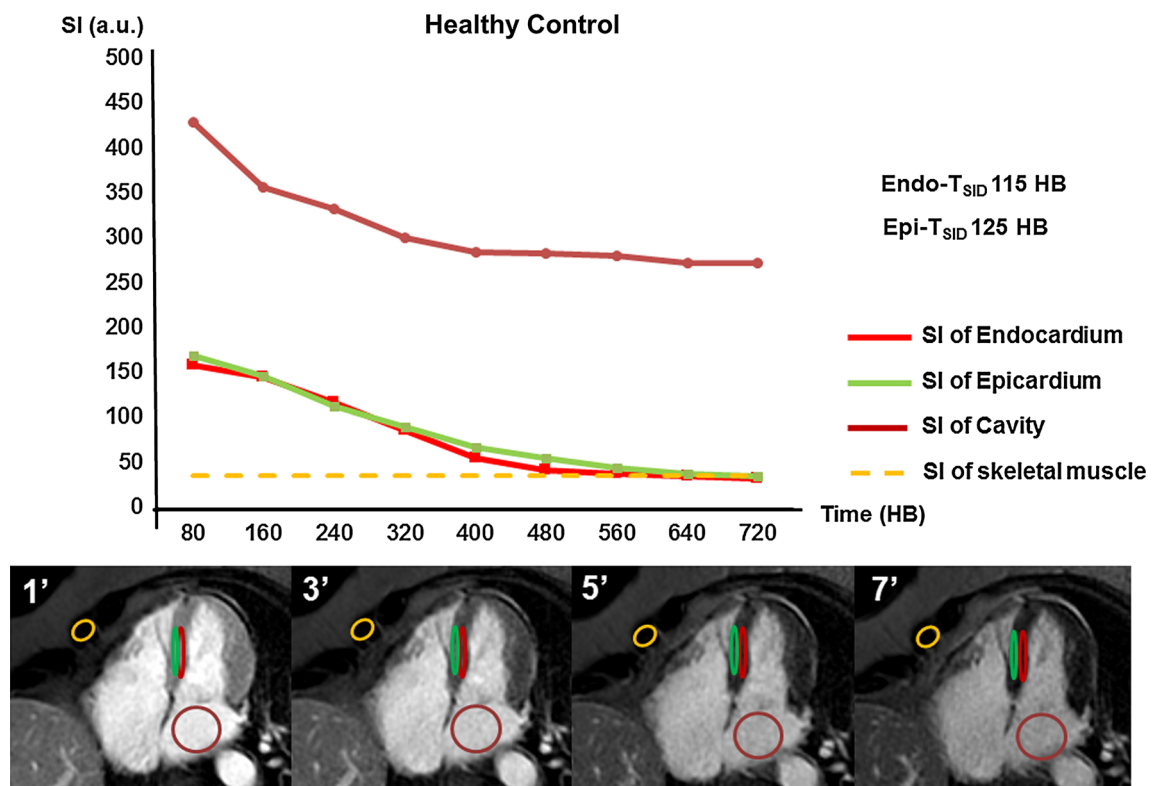 SI (a.u.)
Healthy Control
500
450
400
350
300
250
200
150
100
50
0
80 160 240 320 400 480 560 640 720
Time (HB)
Endo-TSID 115 HB
Epi-TSID 125 HB
SI of Endocardium
SI of Epicardium
SI of Cavity
SI of skeletal muscle
1’ 3’ 5’ 7’